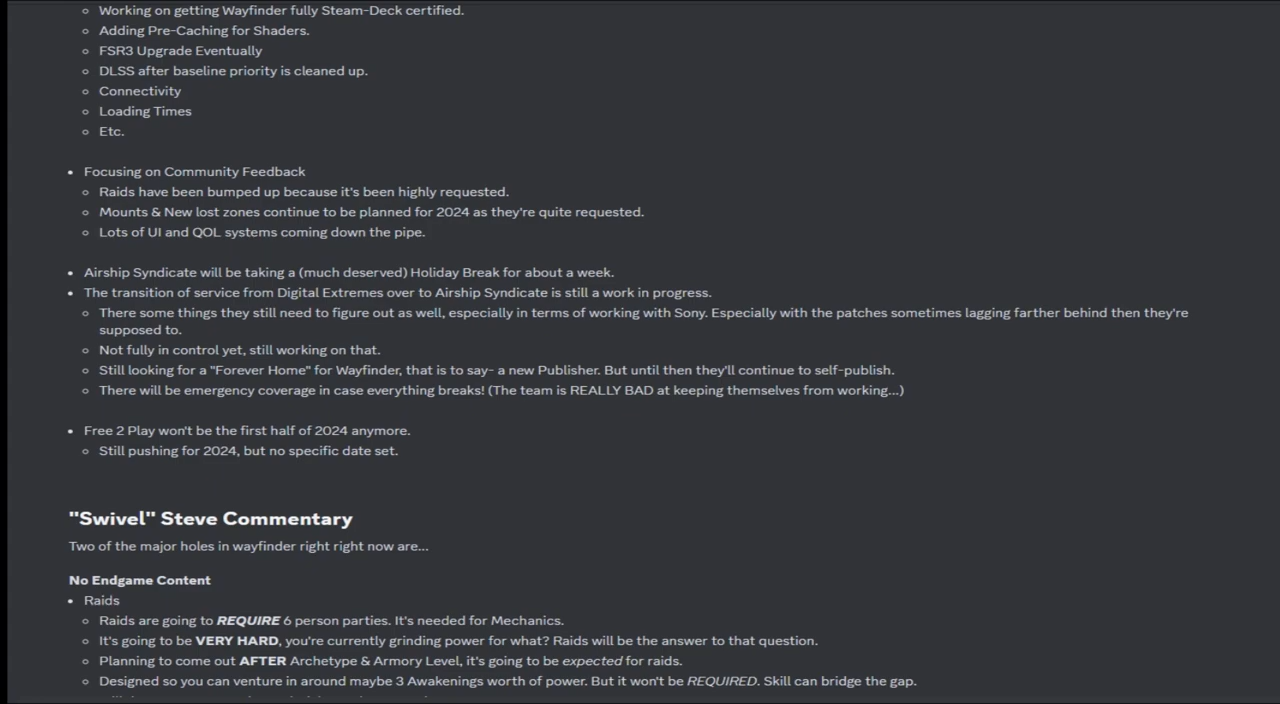 Working on getting Wayfinder fully Steam-Deck certified.
Adding Pre-Caching for Shaders.
FSR3 Upgrade Eventually
DLSS after baseline priority is cleaned up.
Connectivity
Loading Times
Etc.
Focusing on Community Feedback
Raids have been bumped up because it's been highly requested.
Mounts & New lost zones continue to be planned for 2024 as they're quite requested.
Lots of UI and QOL systems coming down the pipe.
Airship Syndicate will be taking a (much deserved) Holiday Break for about a week.
The transition of service from Digital Extremes over to Airship Syndicate is still a work in progress.
There some things they still need to figure out as well, especially in terms of working with Sony. Especially with the patches sometimes lagging farther behind then they're
supposed to.
Not fully in control yet, still working on that.
Still looking for a "Forever Home" for Wayfinder, that is to say- a new Publisher. But until then they'll continue to self-publish.
There will be emergency coverage in case everything breaks! (The team is REALLY BAD at keeping themselves from working...)
Free 2 Play won't be the first half of 2024 anymore.
Still pushing for 2024, but no specific date set.
"Swivel" Steve Commentary
Two of the major holes in wayfinder right right now are...
No Endgame Content
Raids
Raids are going to REQUIRE 6 person parties. It's needed for Mechanics.
It's going to be VERY HARD, you're currently grinding power for what? Raids will be the answer to that question.
Planning to come out AFTER Archetype & Armory Level, it's going to be expected for raids.
Designed so you can venture in around maybe 3 Awakenings worth of power. But it won't be REQUIRED. Skill can bridge the gap.